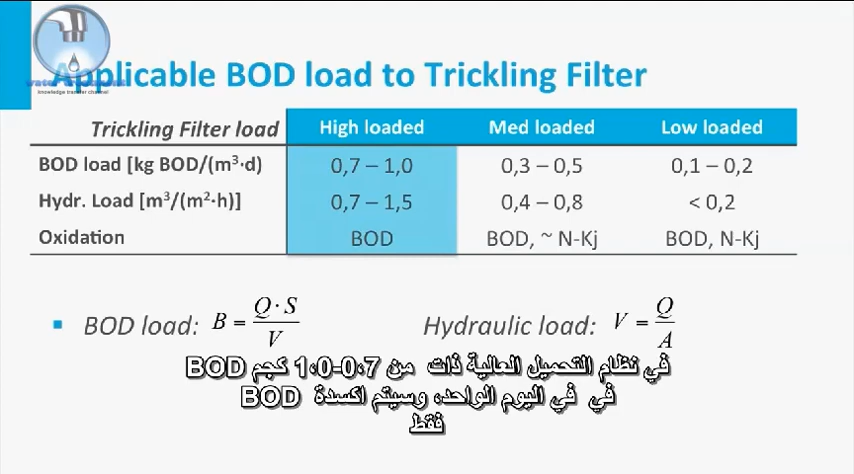 Applicable BOD load to Trickling Filter
knowledge transfer channel
Trickling Filter load High loaded Med loaded Low loaded
BOD load [kg BOD/(m³·d) 0,7 – 1,0 0,3 – 0,5 0,1 – 0,2
Hydr. Load [m³/(m²·h)] 0,7 – 1,5 0,4 – 0,8 < 0,2
Oxidation BOD BOD, ~ N-Kj BOD, N-Kj
▪ BOD load: B = Q · S / V Hydraulic load: V = Q / A
في نظام التحميل العالية ذات من 0،7-1،0 كجم BOD
في في اليوم الواحد، وسيتم اكسدة BOD
فقط